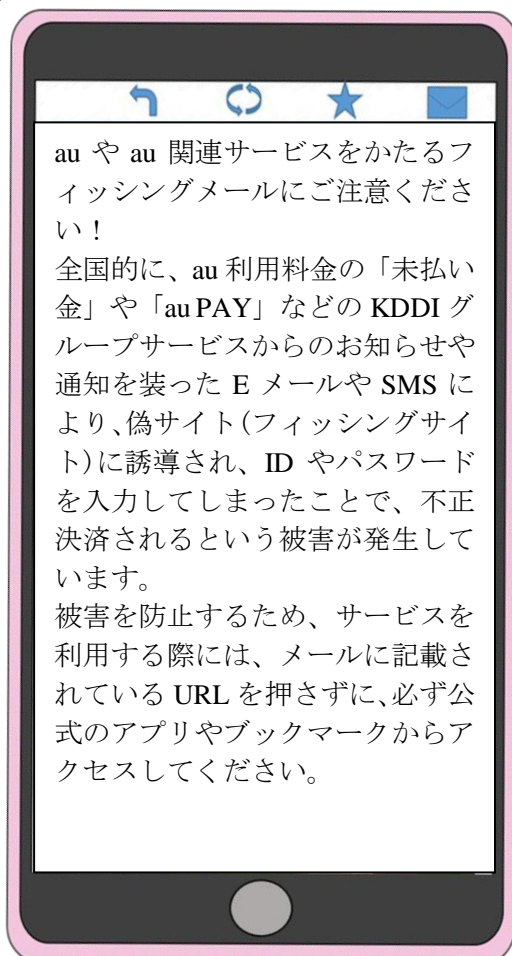 au や au 関連サービスをかたるフ
ィッシングメールにご注意くださ
い！
全国的に、au 利用料金の「未払い
金」や「au PAY」などの KDDI グ
ループサービスからのお知らせや
通知を装った E メールや SMS に
より、偽サイト(フィッシングサイ
ト)に誘導され、ID やパスワード
を入力してしまったことで、不正
決済されるという被害が発生して
います。
被害を防止するため、サービスを
利用する際には、メールに記載さ
れている URL を押さずに、必ず公
式のアプリやブックマークからア
クセスしてください。